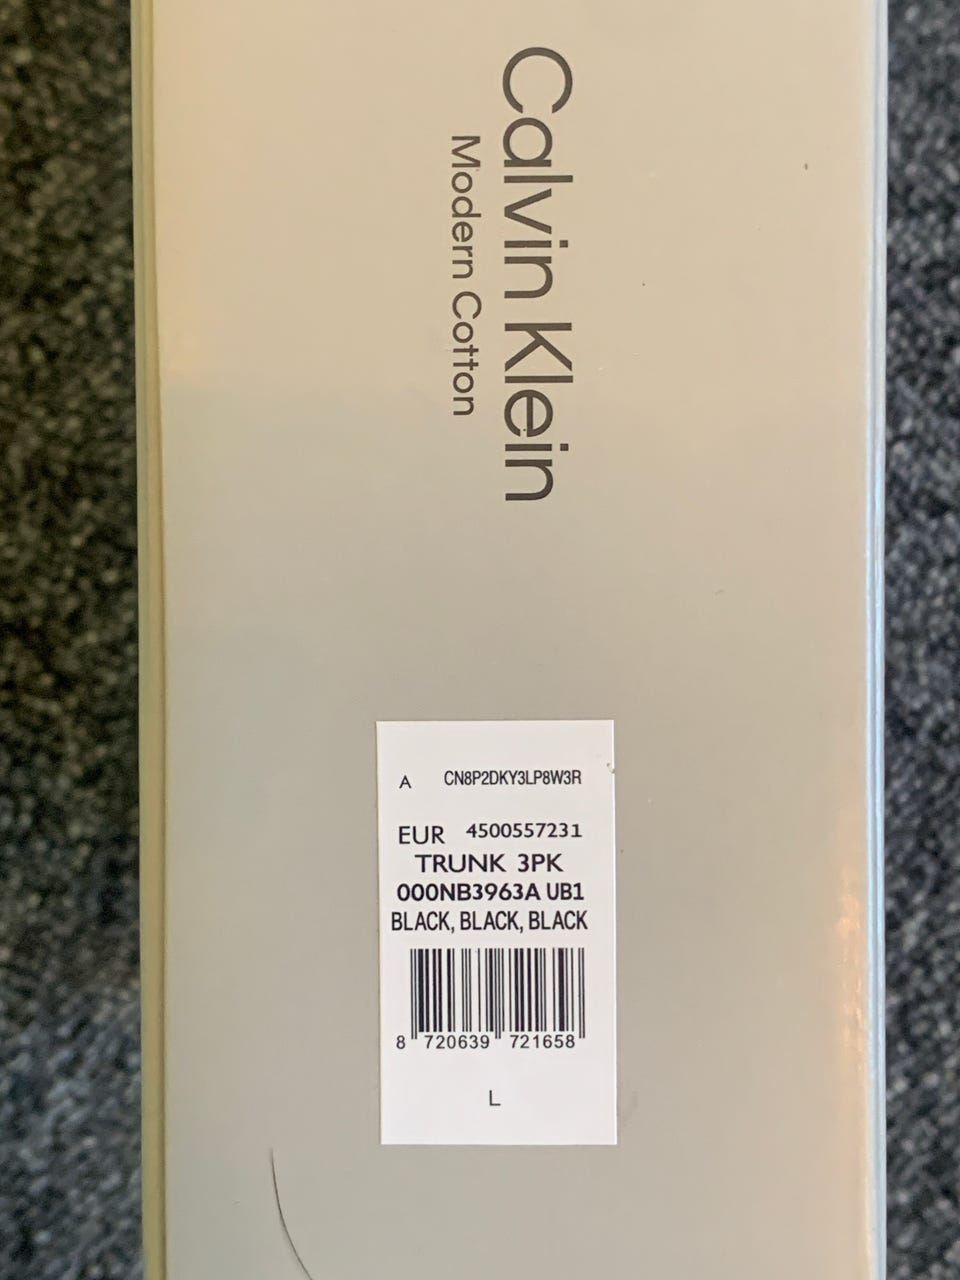 Calvin Klein
Modern Cotton
A CN8P2DKY3LP8W3R
EUR 4500557231
TRUNK 3PK
000NB3963A UB1
BLACK, BLACK, BLACK
8 720639 721658
L